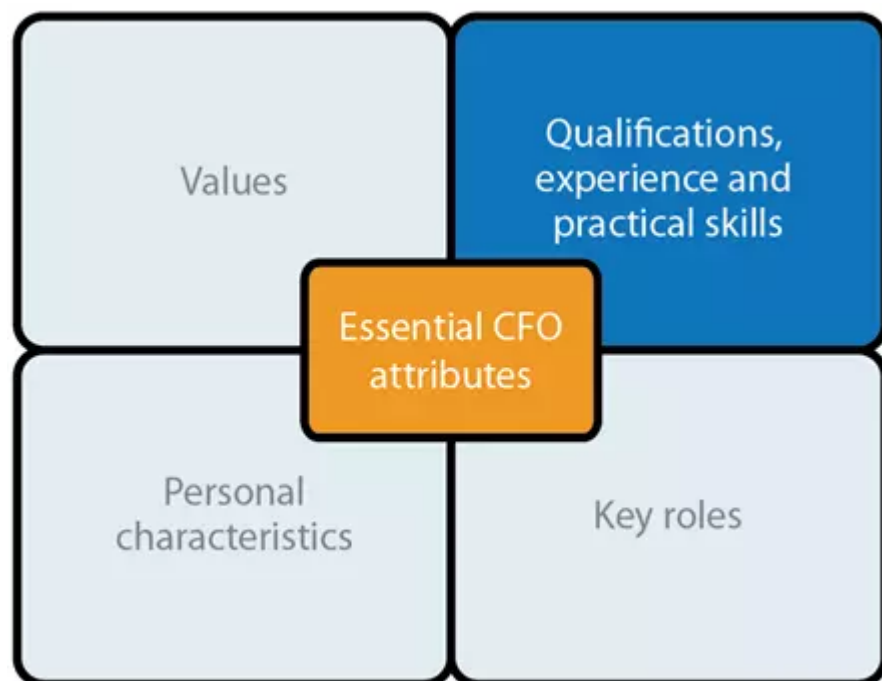 Values
Qualifications,
experience and
practical skills
Essential CFO
attributes
Personal
characteristics
Key roles